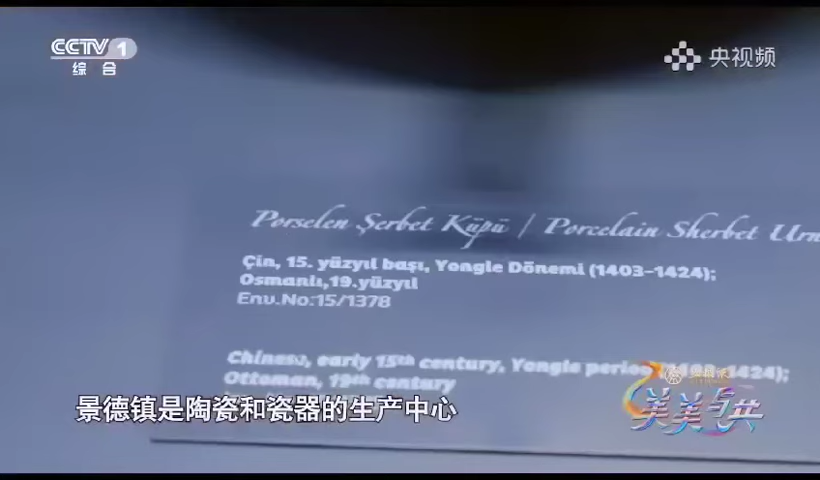 CCTV 1
综合
央视频
Porselen Şerbet Küpü / Porcelain Sherbet Urn
Çin, 15. yüzyıl başı, Yongle Dönemi (1403-1424);
Osmanlı,19.yüzyıl
Env.No:15/1378
Chinese, early 15th century, Yongle period (1403-1424);
Ottoman, 19th century
美美与共
景德镇是陶瓷和瓷器的生产中心